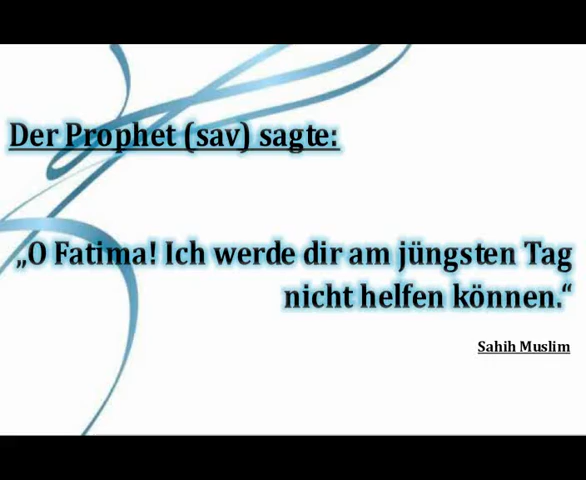 Der Prophet (sav) sagte:
„O Fatima! Ich werde dir am jüngsten Tag
nicht helfen können.“
Sahih Muslim